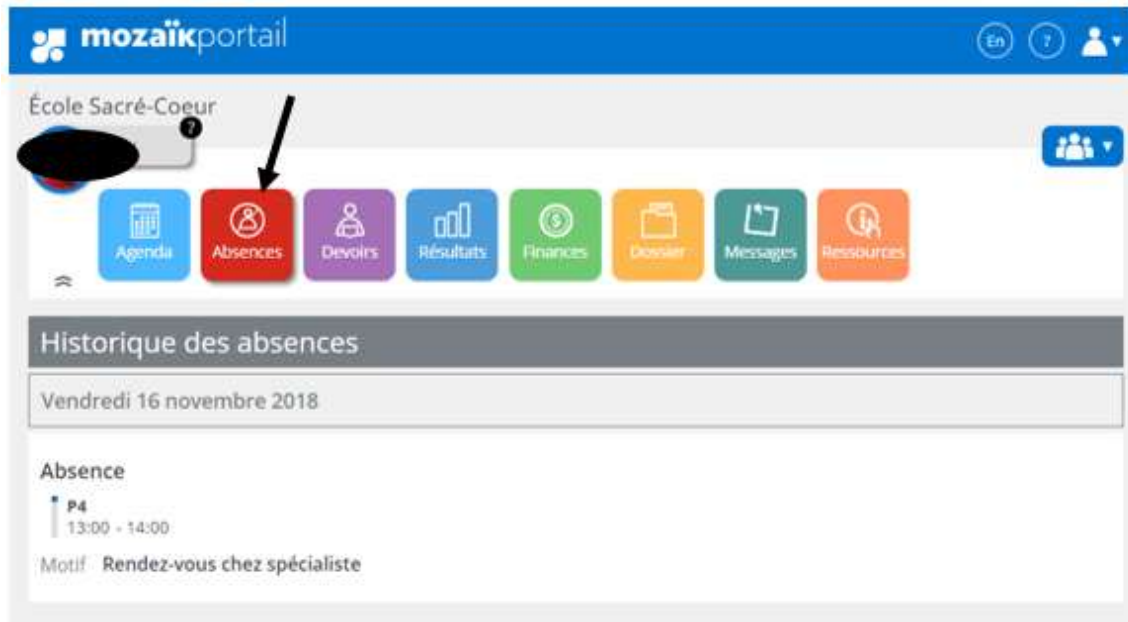 mozaïkportail
En ?
École Sacré-Coeur
?
Agenda Absences Devoirs Résultats Finances Dossier Messages Ressources
Historique des absences
Vendredi 16 novembre 2018
Absence
P4
13:00 - 14:00
Motif Rendez-vous chez spécialiste